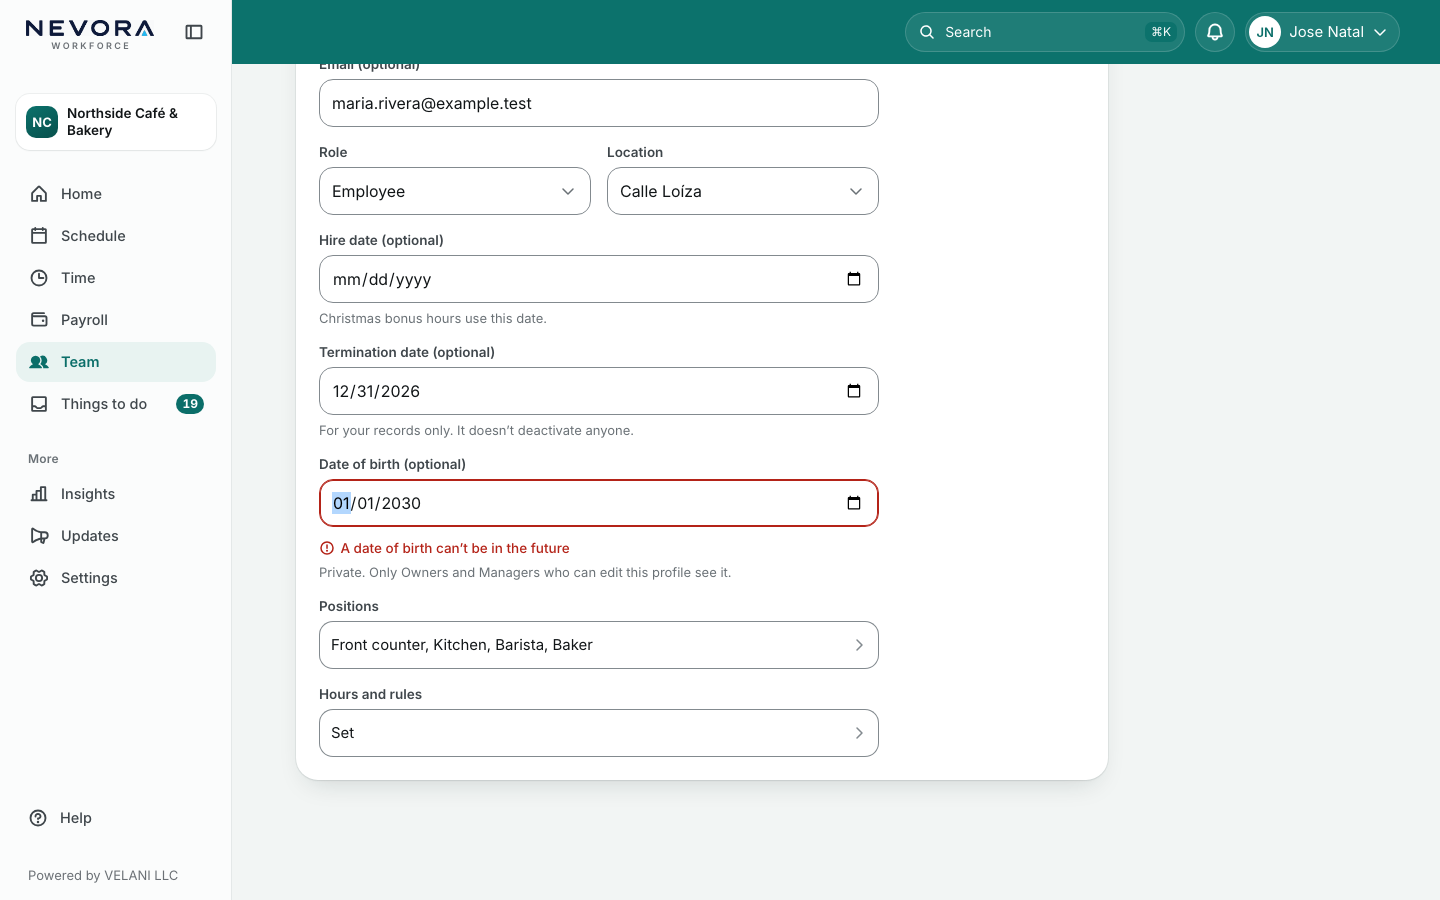 NEVORA
WORKFORCE
Search
⌘K
JN
Jose Natal
NC
Northside Café &
Bakery
Home
Schedule
Time
Payroll
Team
Things to do
19
More
Insights
Updates
Settings
Help
Powered by VELANI LLC
Email (optional)
maria.rivera@example.test
Role
Location
Employee
Calle Loíza
Hire date (optional)
mm/dd/yyyy
Christmas bonus hours use this date.
Termination date (optional)
12/31/2026
For your records only. It doesn’t deactivate anyone.
Date of birth (optional)
01/01/2030
A date of birth can’t be in the future
Private. Only Owners and Managers who can edit this profile see it.
Positions
Front counter, Kitchen, Barista, Baker
Hours and rules
Set